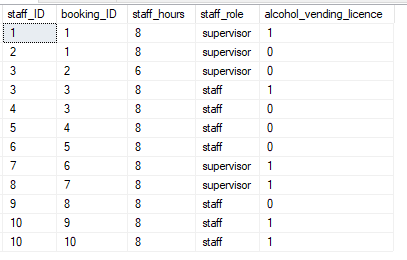 staff_ID booking_ID staff_hours staff_role alcohol_vending_licence
1 1 8 supervisor 1
2 1 8 supervisor 0
3 2 6 supervisor 0
3 3 8 staff 1
4 3 8 staff 0
5 4 8 staff 0
6 5 8 staff 0
7 6 8 supervisor 1
8 7 8 supervisor 1
9 8 8 staff 0
10 9 8 staff 1
10 10 8 staff 1